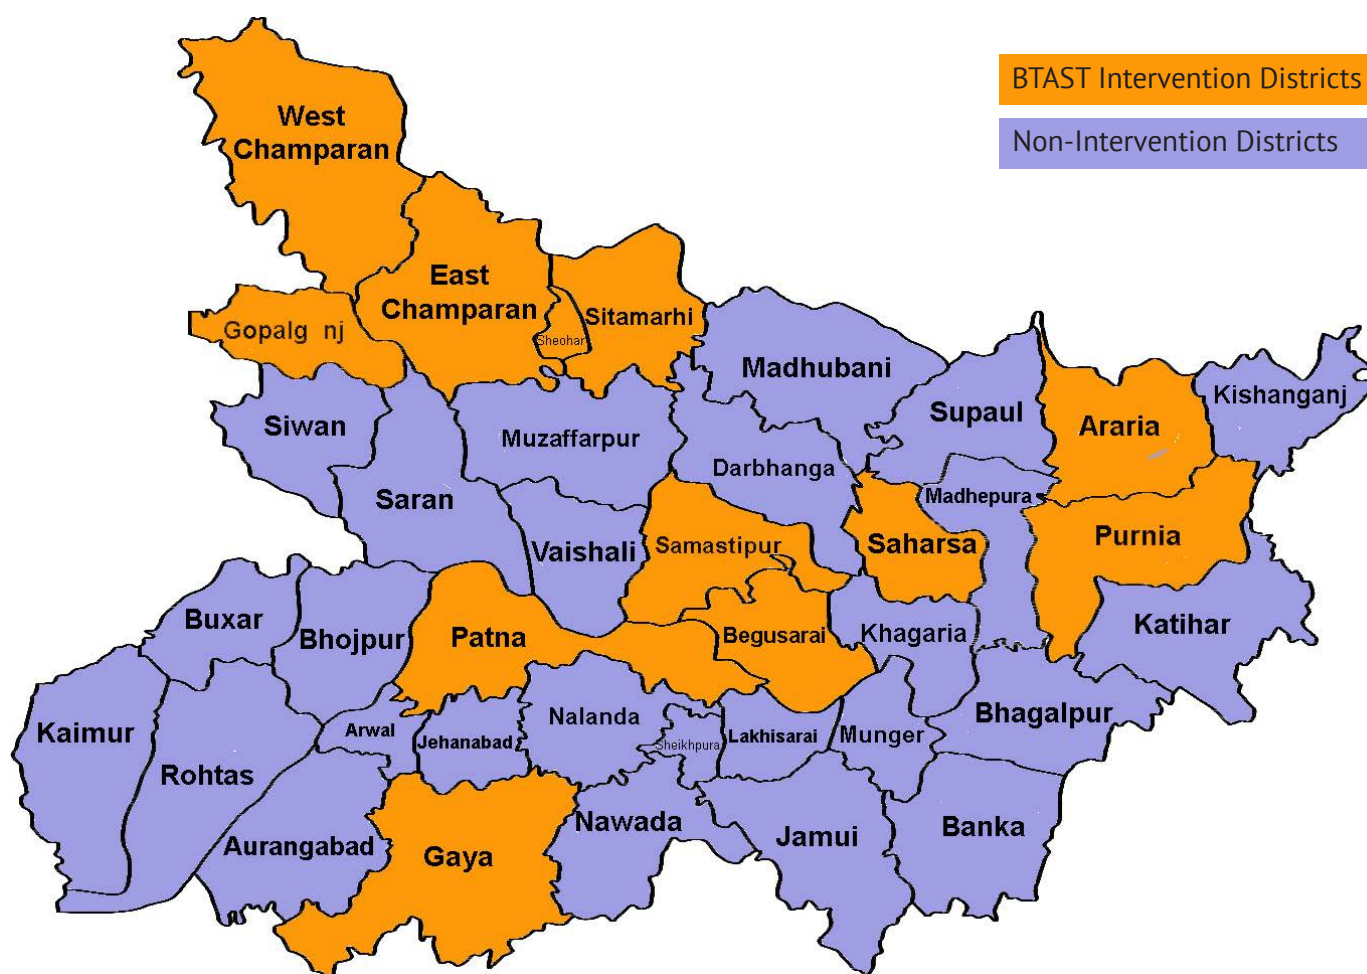 BTAST Intervention Districts
Non-Intervention Districts
West
Champaran
East
Champaran
Sitamarhi
Sheohar
Gopalg nj
Madhubani
Siwan
Muzaffarpur
Supaul
Araria
Kishanganj
Darbhanga
Saran
Madhepura
Vaishali
Samastipur
Saharsa
Purnia
Buxar
Bhojpur
Patna
Begusarai
Khagaria
Katihar
Kaimur
Arwal
Jehanabad
Nalanda
Sheikhpura
Lakhisarai
Munger
Bhagalpur
Rohtas
Aurangabad
Gaya
Nawada
Jamui
Banka